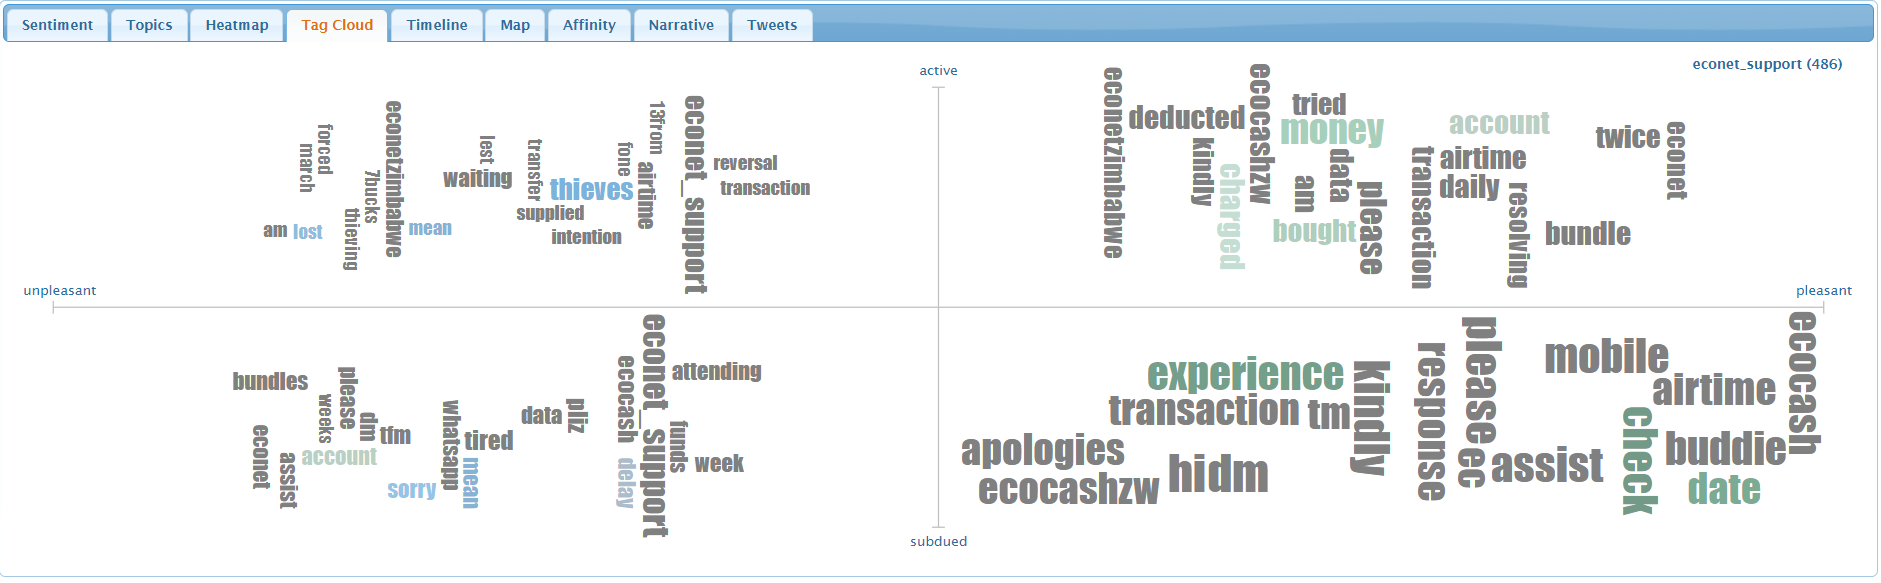 Sentiment Topics Heatmap Tag Cloud Timeline Map Affinity Narrative Tweets
econet_support (486)
active
unpleasant
pleasant
subdued
forced
march
econetzimbabwe
7bucks
thieving
am
lost
mean
lest
waiting
transfer
thieves
supplied
intention
fone
13from
airtime
econet_support
reversal
transaction
econetzimbabwe
deducted
ecocashzw
tried
money
kindly
charged
data
am
bought
please
account
airtime
daily
transaction
resolving
twice
econet
bundle
bundles
please
weeks
dm
tfm
econet
assist
account
sorry
whatsapp
tired
mean
data
pliz
econet_support
ecocash
attending
funds
delay
week
experience
transaction
tm
kindly
apologies
hidm
ecocashzw
response
please
ec
assist
mobile
airtime
ecocash
check
buddie
date